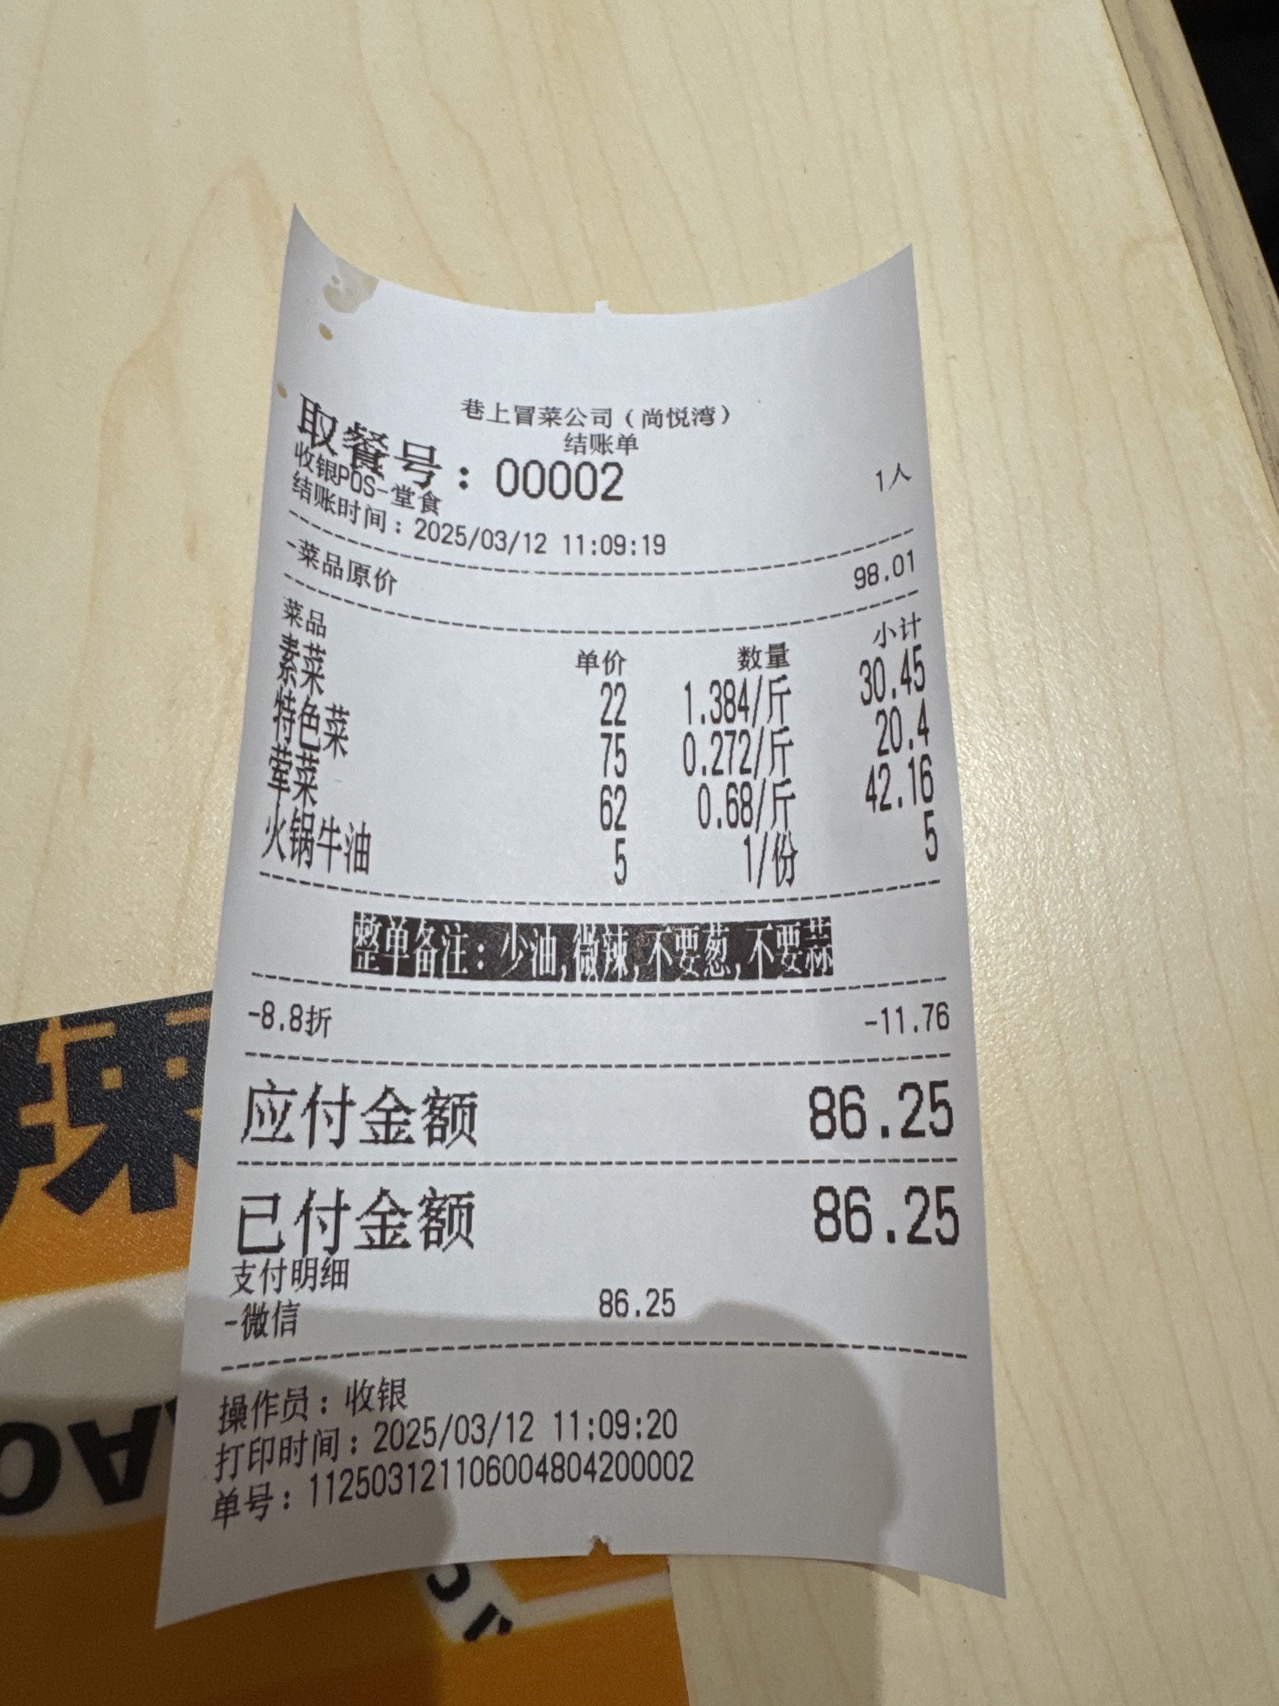 巷上冒菜公司（尚悦湾）
结账单
取餐号：00002
收银POS-堂食 1人
结账时间：2025/03/12 11:09:19
-菜品原价 98.01
菜品 单价 数量 小计
素菜 22 1.384/斤 30.45
特色菜 75 0.272/斤 20.4
荤菜 62 0.68/斤 42.16
火锅牛油 5 1/份 5
整单备注：少油,微辣,不要葱,不要蒜
-8.8折 -11.76
应付金额 86.25
已付金额 86.25
支付明细
-微信 86.25
操作员：收银
打印时间：2025/03/12 11:09:20
单号：112503121106004804200002
菜